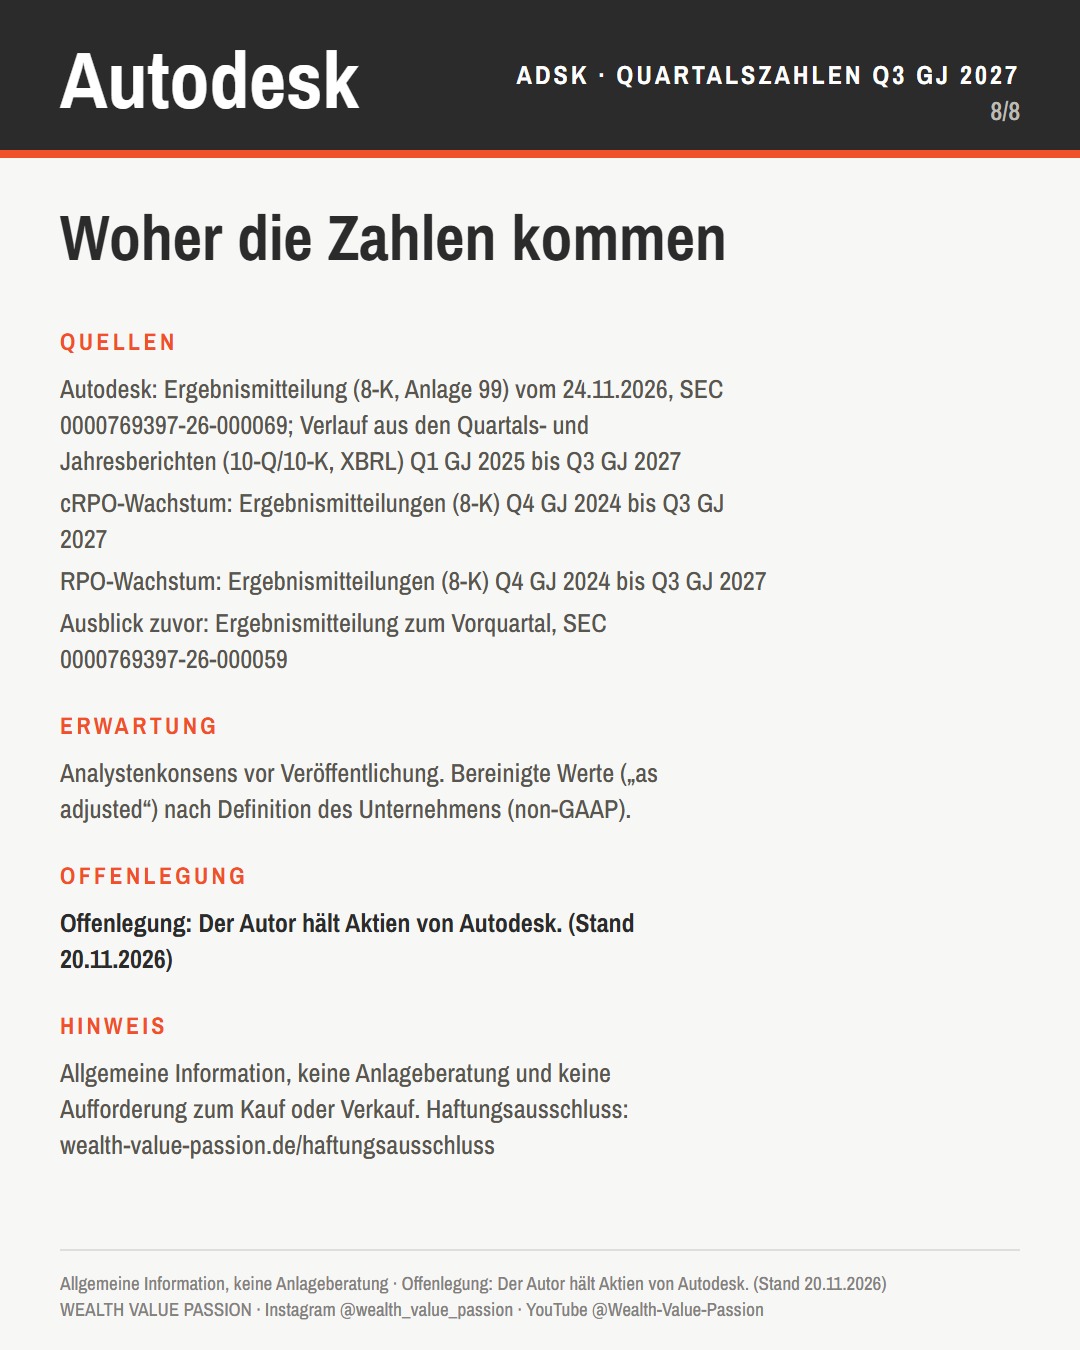 Autodesk
ADSK · QUARTALSZAHLEN Q3 GJ 2027
8/8
Woher die Zahlen kommen
QUELLEN
Autodesk: Ergebnismitteilung (8-K, Anlage 99) vom 24.11.2026, SEC
0000769397-26-000069; Verlauf aus den Quartals- und
Jahresberichten (10-Q/10-K, XBRL) Q1 GJ 2025 bis Q3 GJ 2027
cRPO-Wachstum: Ergebnismitteilungen (8-K) Q4 GJ 2024 bis Q3 GJ
2027
RPO-Wachstum: Ergebnismitteilungen (8-K) Q4 GJ 2024 bis Q3 GJ 2027
Ausblick zuvor: Ergebnismitteilung zum Vorquartal, SEC
0000769397-26-000059
ERWARTUNG
Analystenkonsens vor Veröffentlichung. Bereinigte Werte („as
adjusted“) nach Definition des Unternehmens (non-GAAP).
OFFENLEGUNG
Offenlegung: Der Autor hält Aktien von Autodesk. (Stand
20.11.2026)
HINWEIS
Allgemeine Information, keine Anlageberatung und keine
Aufforderung zum Kauf oder Verkauf. Haftungsausschluss:
wealth-value-passion.de/haftungsausschluss
Allgemeine Information, keine Anlageberatung · Offenlegung: Der Autor hält Aktien von Autodesk. (Stand 20.11.2026)
WEALTH VALUE PASSION · Instagram @wealth_value_passion · YouTube @Wealth-Value-Passion